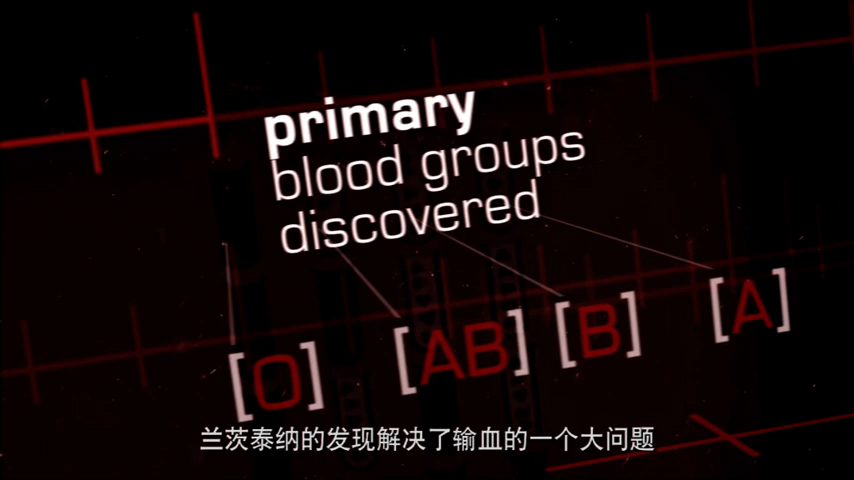 primary
blood groups
discovered
[O] [AB] [B] [A]
兰茨泰纳的发现解决了输血的一个大问题